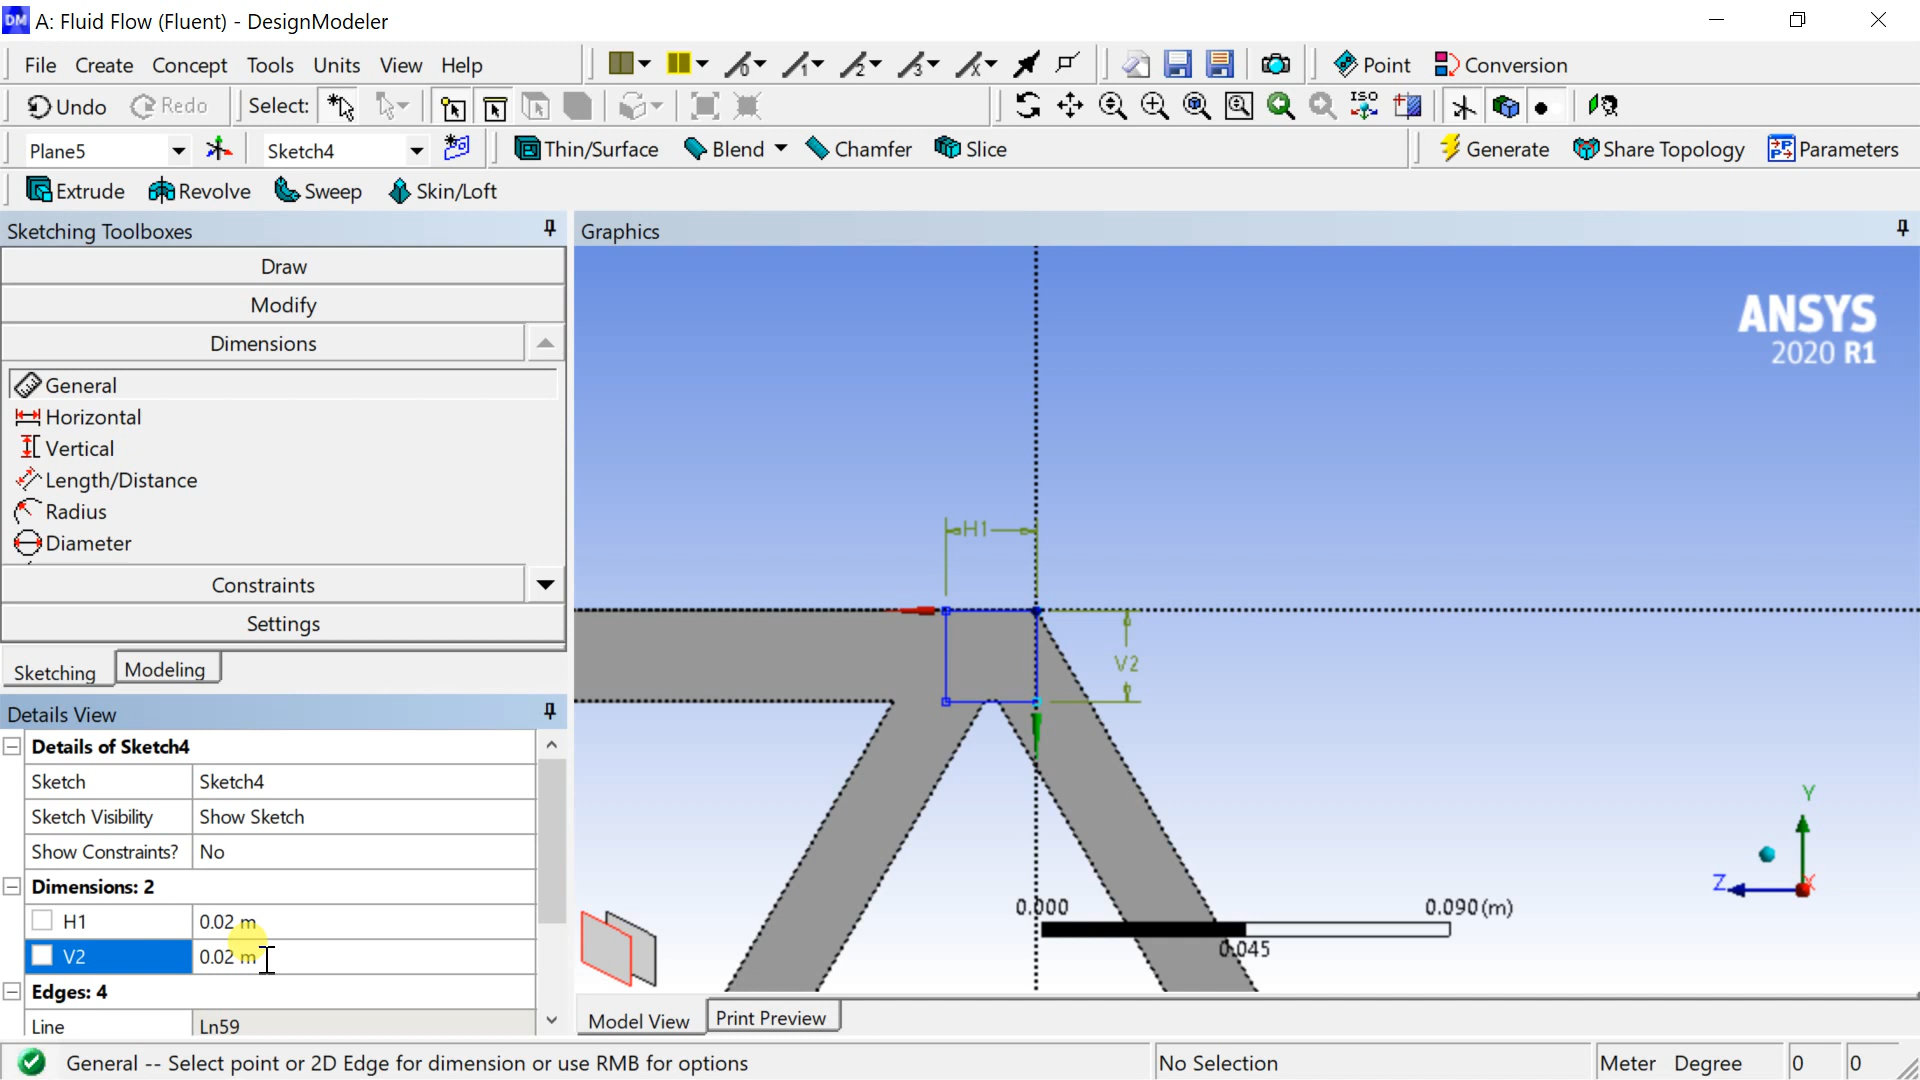 DM A: Fluid Flow (Fluent) - DesignModeler
File Create Concept Tools Units View Help
Point Conversion
Undo Redo Select:
ISO
Plane5 Sketch4 Thin/Surface Blend Chamfer Slice Generate Share Topology Parameters
Extrude Revolve Sweep Skin/Loft
Sketching Toolboxes
Graphics
Draw
Modify
Dimensions
General
Horizontal
Vertical
Length/Distance
Radius
Diameter
Constraints
Settings
Sketching Modeling
ANSYS
2020 R1
H1
V2
Y
Z
X
0.000
0.090 (m)
0.045
Details View
Details of Sketch4
Sketch Sketch4
Sketch Visibility Show Sketch
Show Constraints? No
Dimensions: 2
H1 0.02 m
V2 0.02 m
Edges: 4
Line Ln59
Model View Print Preview
General -- Select point or 2D Edge for dimension or use RMB for options
No Selection
Meter Degree 0 0